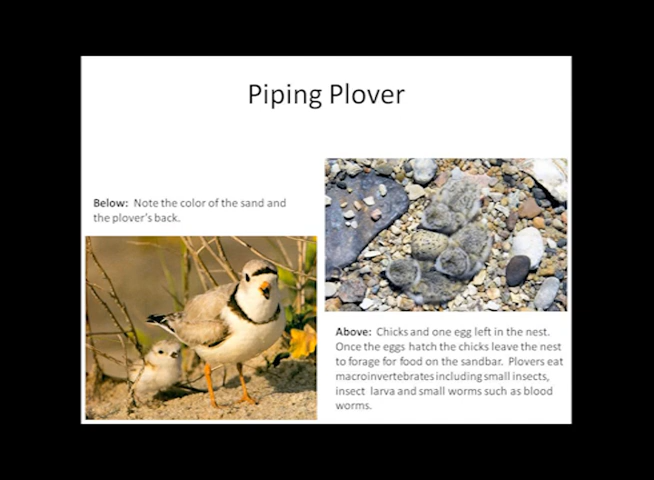 Piping Plover
Below: Note the color of the sand and
the plover's back.
Above: Chicks and one egg left in the nest.
Once the eggs hatch the chicks leave the nest
to forage for food on the sandbar. Plovers eat
macroinvertebrates including small insects,
insect larva and small worms such as blood
worms.